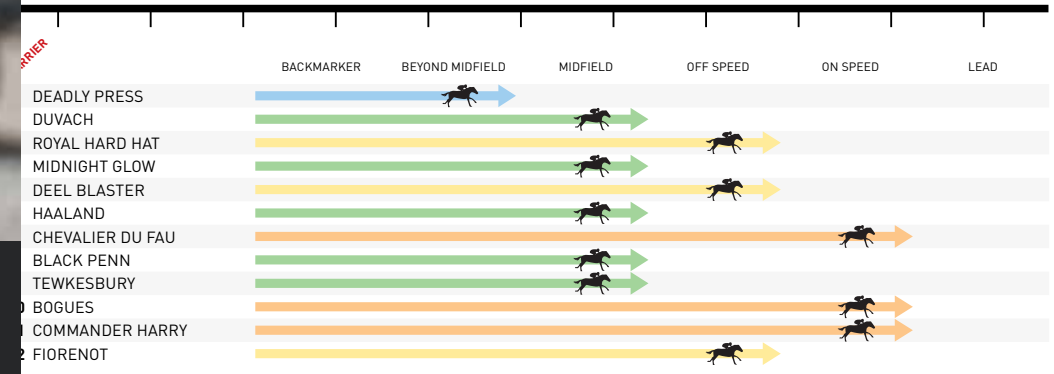 RRIER
BACKMARKER BEYOND MIDFIELD MIDFIELD OFF SPEED ON SPEED LEAD
DEADLY PRESS
DUVACH
ROYAL HARD HAT
MIDNIGHT GLOW
DEEL BLASTER
HAALAND
CHEVALIER DU FAU
BLACK PENN
TEWKESBURY
0 BOGUES
1 COMMANDER HARRY
2 FIORENOT